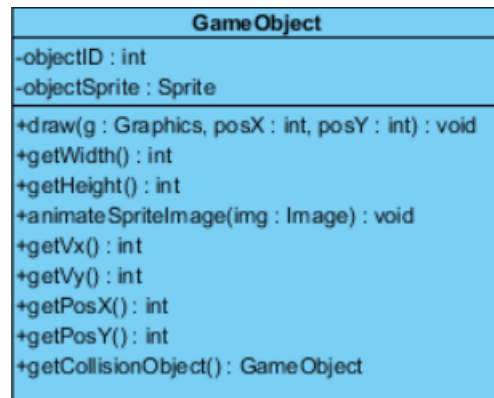 GameObject
-objectID : int
-objectSprite : Sprite
+draw(g : Graphics, posX : int, posY : int) : void
+getWidth() : int
+getHeight() : int
+animateSpriteImage(img : Image) : void
+getVx() : int
+getVy() : int
+getPosX() : int
+getPosY() : int
+getCollisionObject() : GameObject